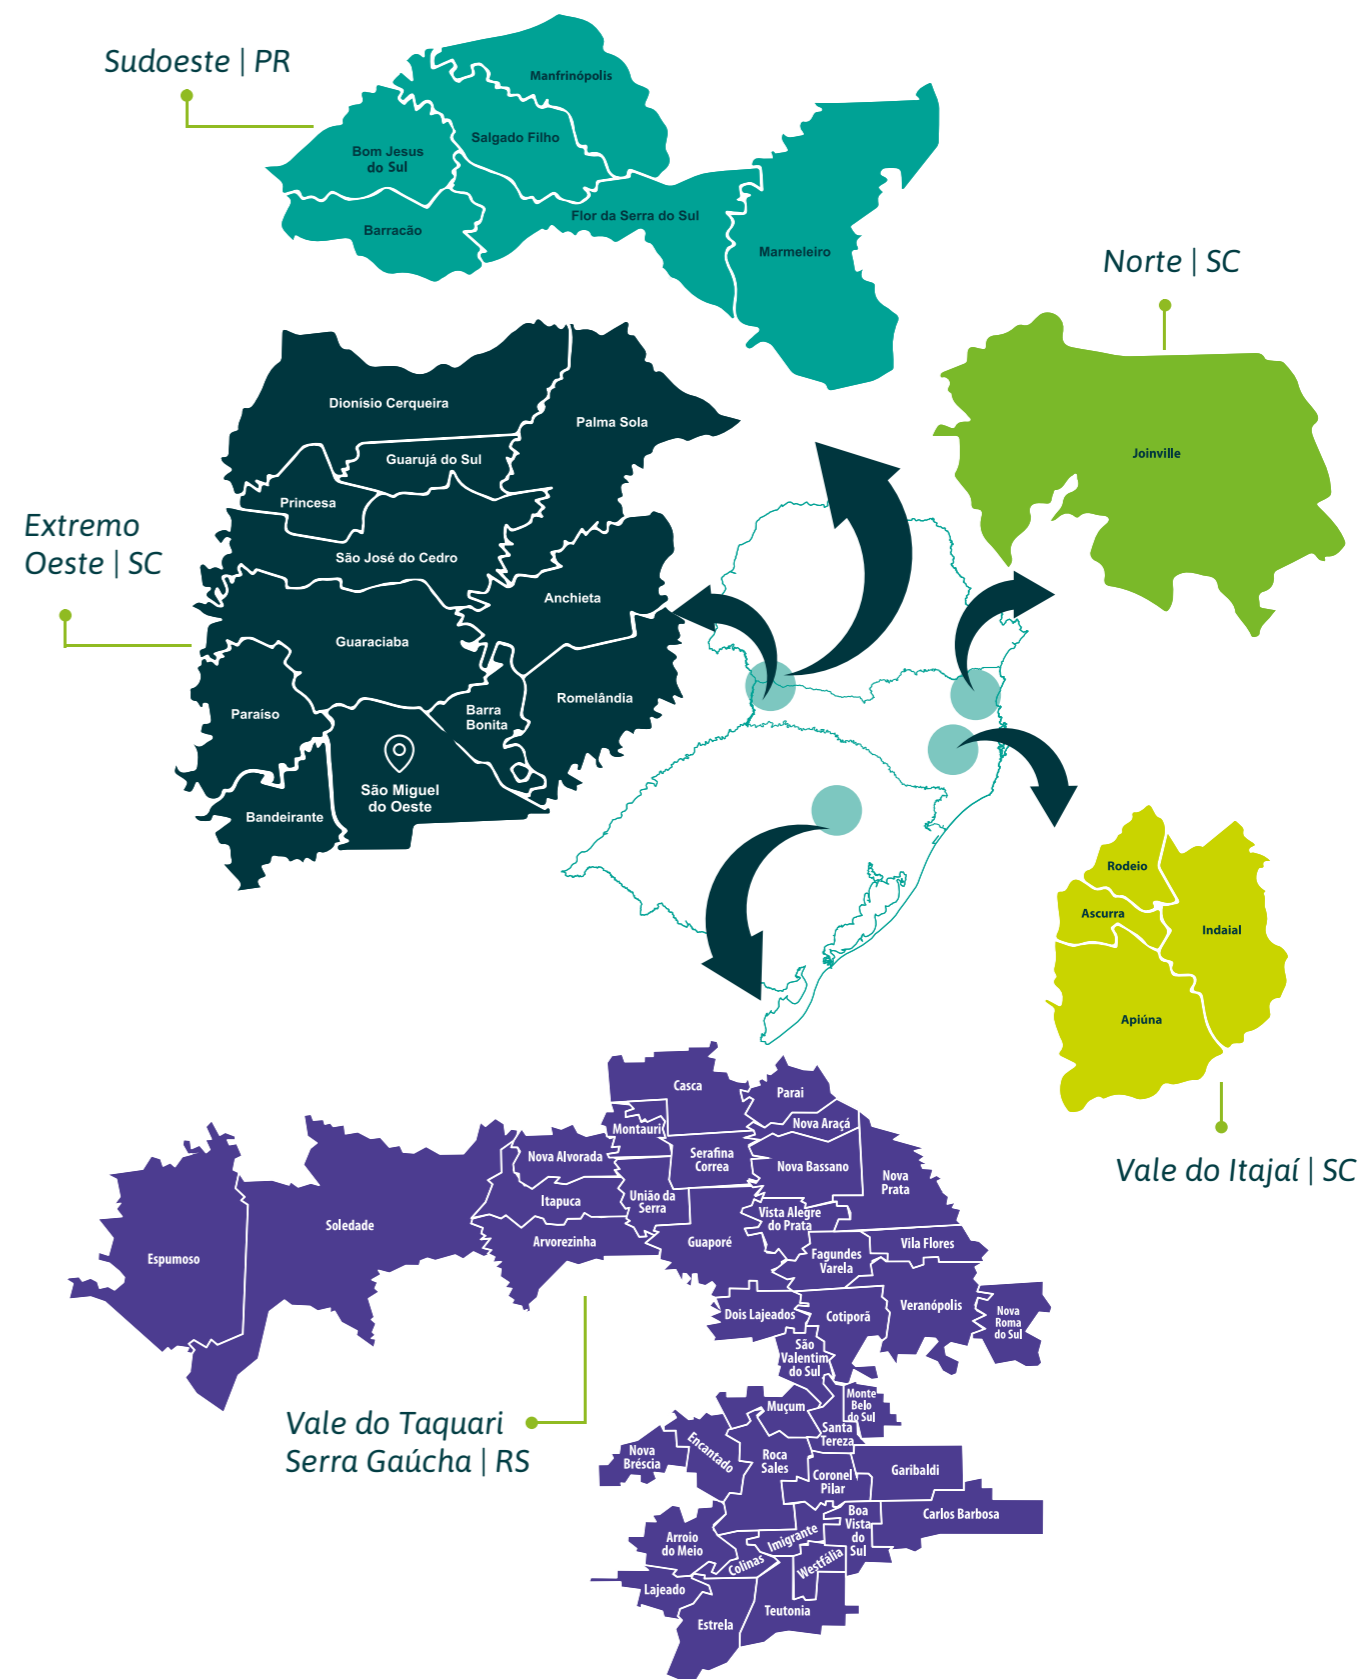 Sudoeste | PR
Manfrinópolis
Salgado Filho
Bom Jesus
do Sul
Barracão
Flor da Serra do Sul
Marmeleiro
Norte | SC
Joinville
Extremo
Oeste | SC
Dionísio Cerqueira
Palma Sola
Guarujá do Sul
Princesa
São José do Cedro
Anchieta
Guaraciaba
Paraíso
Barra
Bonita
Romelândia
São Miguel
do Oeste
Bandeirante
Rodeio
Ascurra
Indaial
Apiúna
Vale do Itajaí | SC
Casca
Parai
Nova Araçá
Montauri
Nova Alvorada
Serafina
Correa
Nova Bassano
Nova
Prata
Itapuca
União da
Serra
Vista Alegre
do Prata
Soledade
Arvorezinha
Guaporé
Vila Flores
Espumoso
Fagundes
Varela
Dois Lajeados
Cotiporã
Veranópolis
Nova
Roma
do Sul
São
Valentim
do Sul
Vale do Taquari
Serra Gaúcha | RS
Muçum
Monte
Belo
do Sul
Santa
Tereza
Nova
Bréscia
Encantado
Roca
Sales
Coronel
Pilar
Garibaldi
Carlos Barbosa
Boa
Vista
do
Sul
Arroio
do Meio
Imigrante
Colinas
Westfália
Lajeado
Estrela
Teutonia